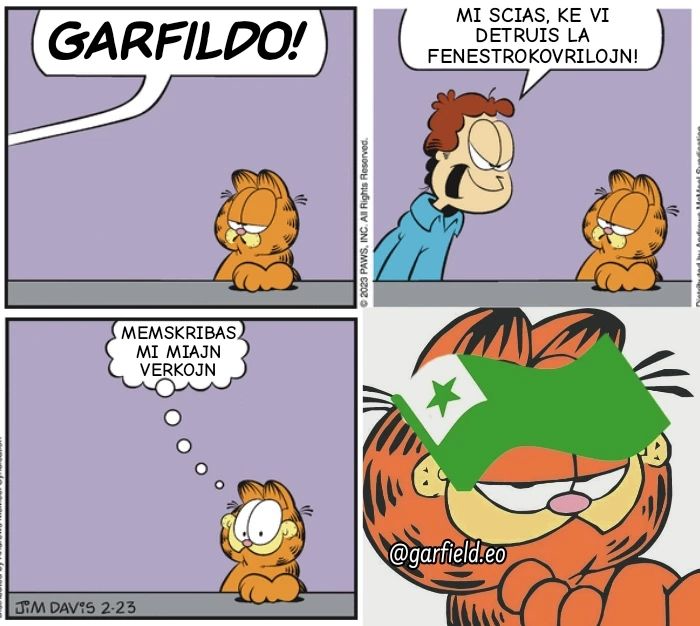 GARFILDO!
MI SCIAS, KE VI
DETRUIS LA
FENESTROKOVRILOJN!
© 2023 PAWS, INC. All Rights Reserved.
MEMSKRIBAS
MI MIAJN
VERKOJN
JIM DAVIS 2-23
@garfield.eo